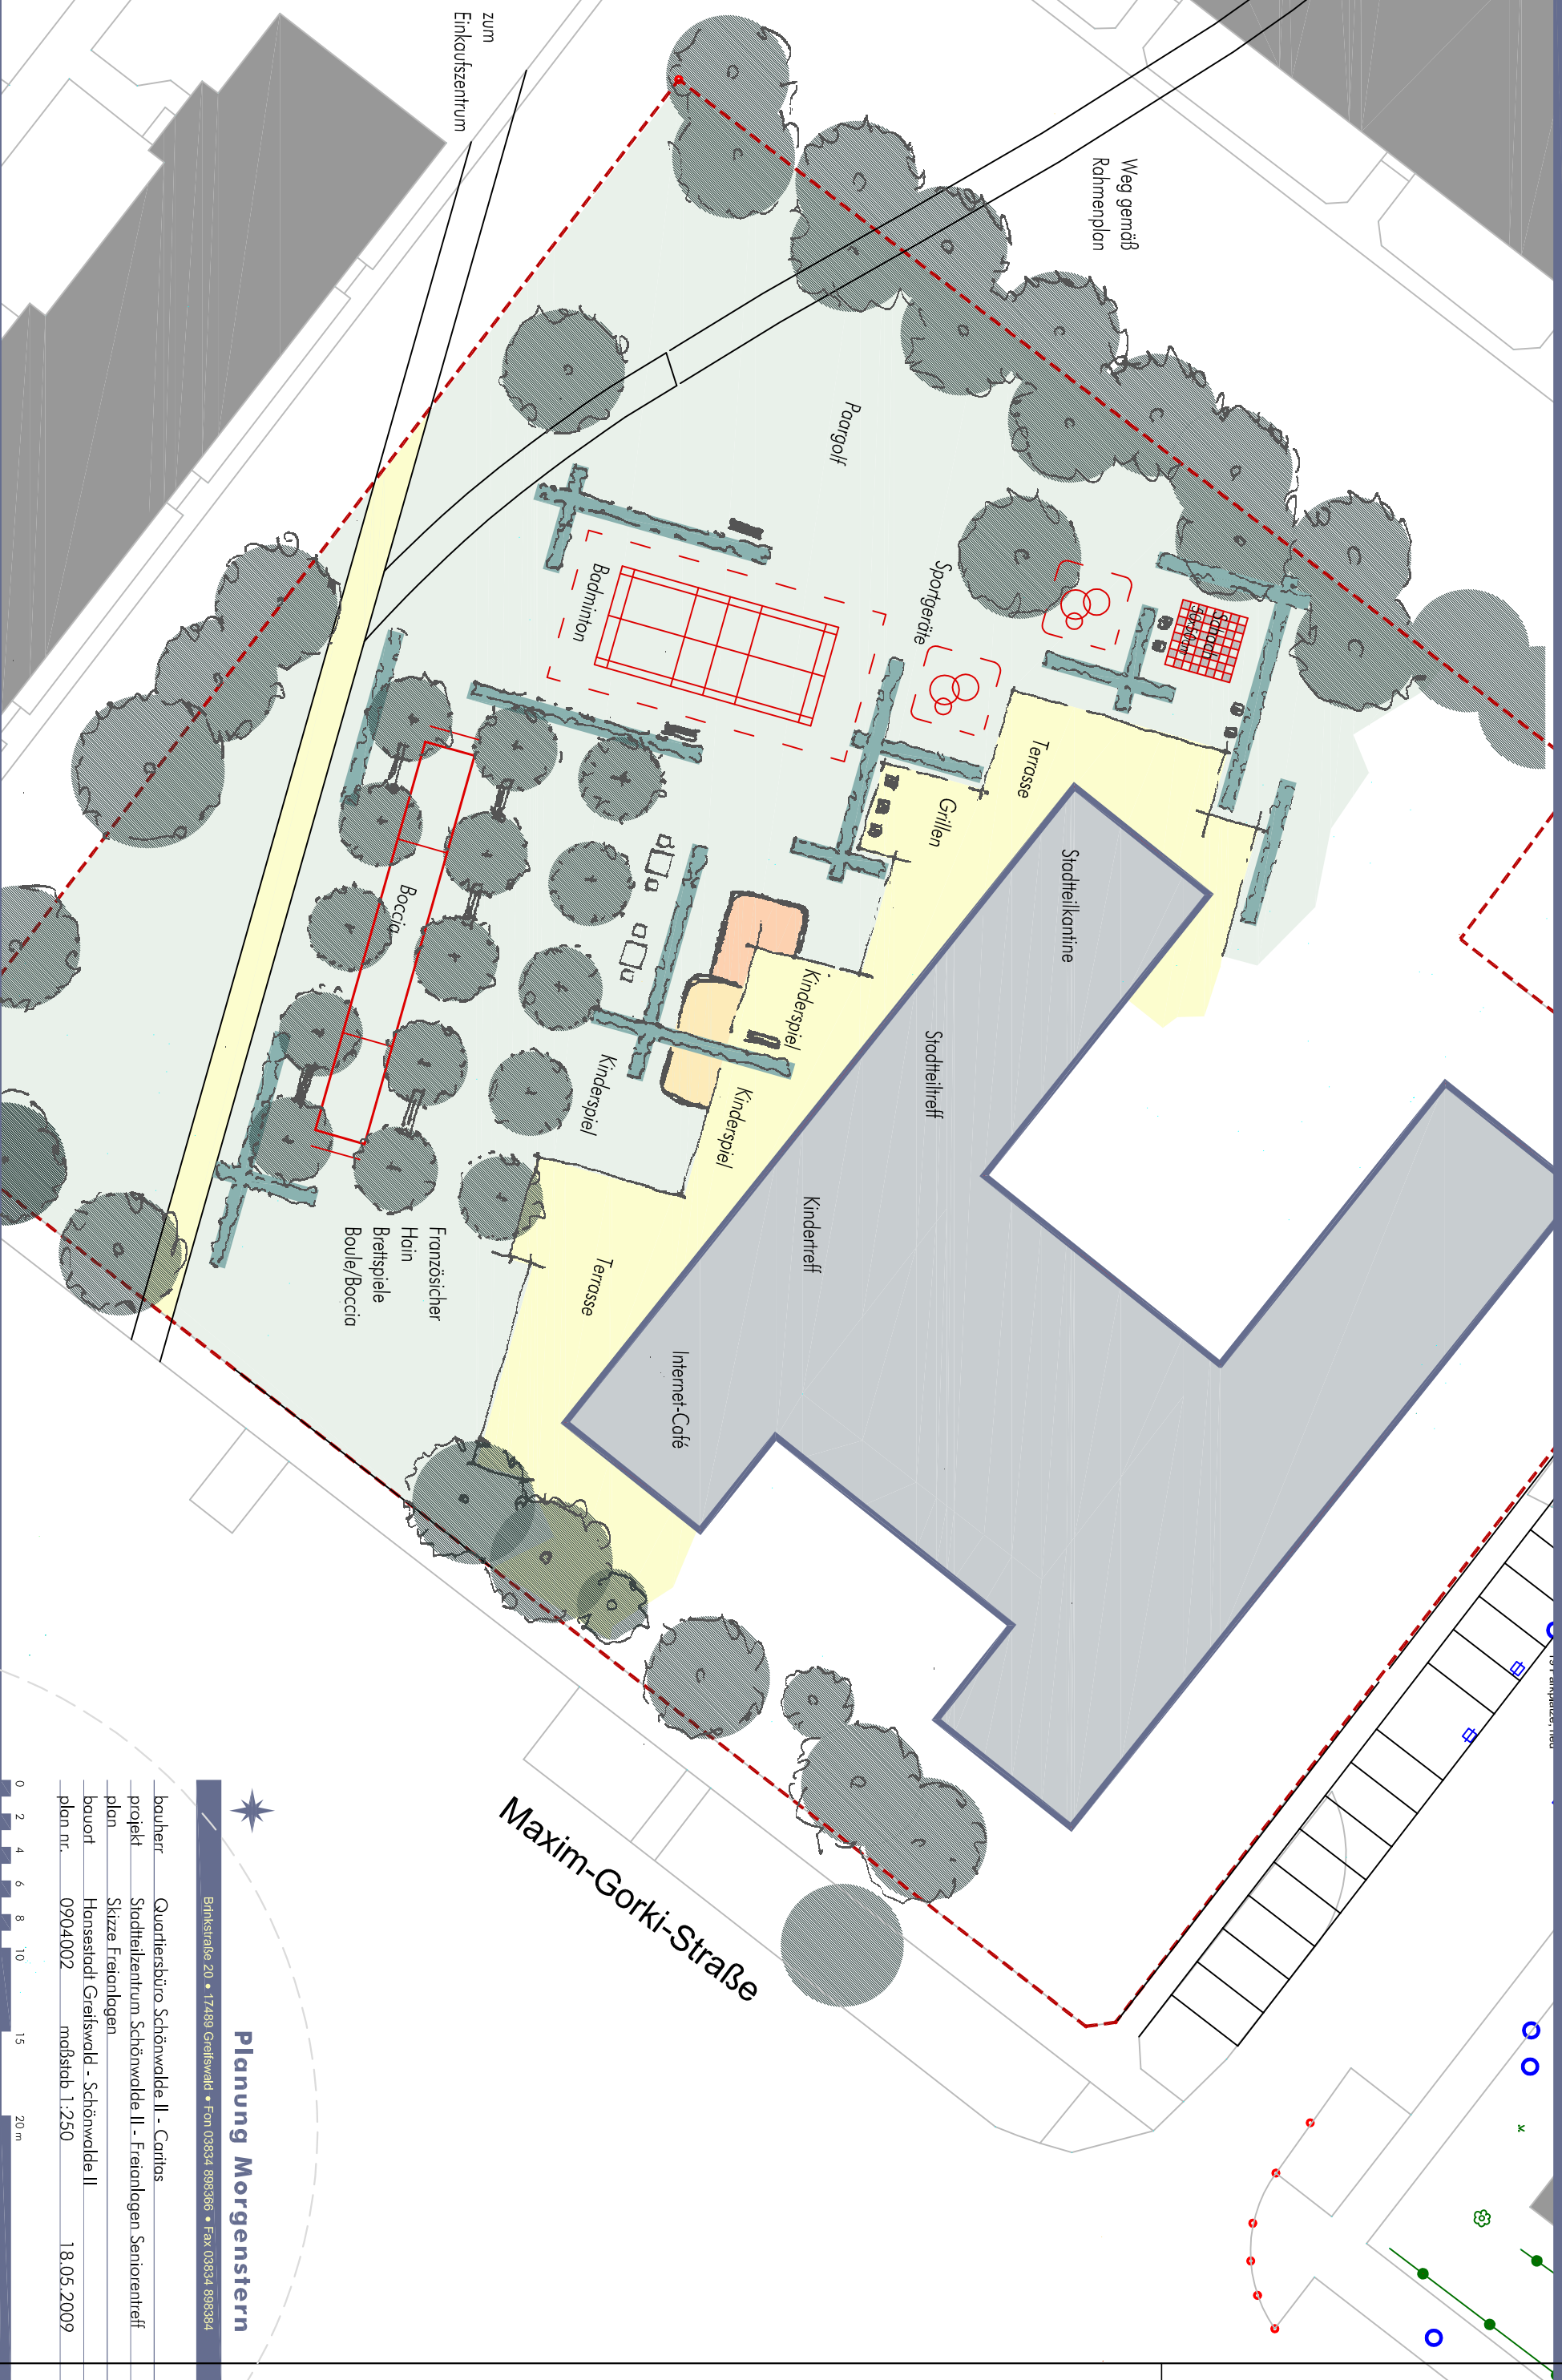 zum
Einkaufszentrum
Weg gemäß
Rahmenplan
Paargolf
Sportgeräte
Schach
Badminton
Terrasse
Grillen
Stadtteilkantine
Boccia
Kinderspiel
Stadtteiltreff
Kinderspiel
Kinderspiel
Kindertreff
Französicher
Hain
Brettspiele
Boule/Boccia
Terrasse
Internet-Café
Maxim-Gorki-Straße
Planung Morgenstern
Brinkstraße 20 • 17489 Greifswald • Fon 03834 898366 • Fax 03834 898384
bauherr Quartiersbüro Schönwalde II - Caritas
projekt Stadtteilzentrum Schönwalde II - Freianlagen Seniorentreff
plan Skizze Freianlagen
bauort Hansestadt Greifswald - Schönwalde II
plan nr. 0904002 maßstab 1:250 18.05.2009
0 2 4 6 8 10 15 20 m